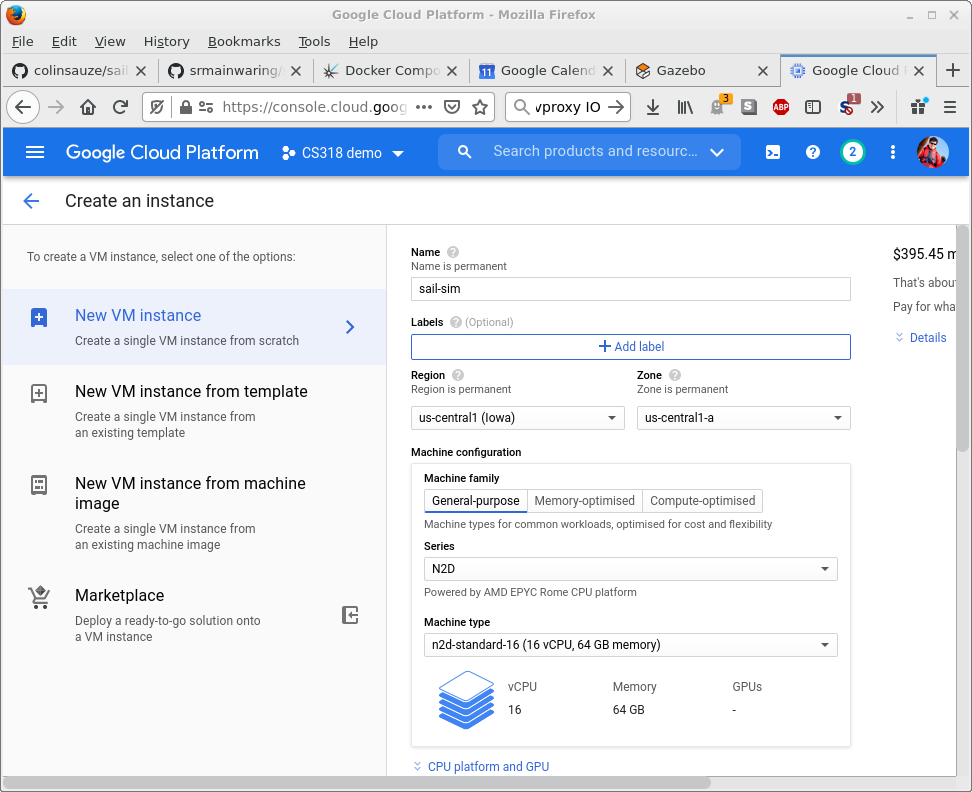 Google Cloud Platform - Mozilla Firefox
File Edit View History Bookmarks Tools Help
colinsauze/sail
srmainwaring/
Docker Compo
Google Calend
Gazebo
Google Cloud
11
https://console.cloud.goog
vproxy IO
3
S
ABP
S
1
Google Cloud Platform
CS318 demo
Search products and resourc...
?
2
Create an instance
To create a VM instance, select one of the options:
New VM instance
Create a single VM instance from scratch
New VM instance from template
Create a single VM instance from
an existing template
New VM instance from machine
image
Create a single VM instance from
an existing machine image
Marketplace
Deploy a ready-to-go solution onto
a VM instance
Name ?
Name is permanent
sail-sim
Labels ? (Optional)
+ Add label
Region ?
Region is permanent
us-central1 (Iowa)
Zone ?
Zone is permanent
us-central1-a
Machine configuration
Machine family
General-purpose
Memory-optimised
Compute-optimised
Machine types for common workloads, optimised for cost and flexibility
Series
N2D
Powered by AMD EPYC Rome CPU platform
Machine type
n2d-standard-16 (16 vCPU, 64 GB memory)
vCPU Memory GPUs
16 64 GB -
CPU platform and GPU
$395.45 m
That's abou
Pay for wha
Details